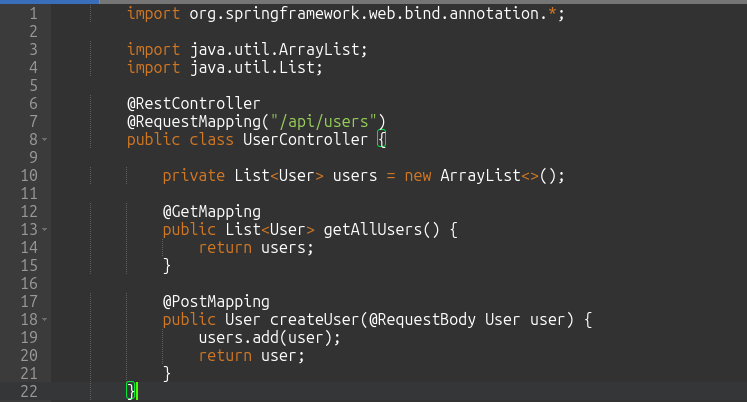 1 import org.springframework.web.bind.annotation.*;
2
3 import java.util.ArrayList;
4 import java.util.List;
5
6 @RestController
7 @RequestMapping("/api/users")
8 public class UserController {
9
10 private List<User> users = new ArrayList<>();
11
12 @GetMapping
13 public List<User> getAllUsers() {
14 return users;
15 }
16
17 @PostMapping
18 public User createUser(@RequestBody User user) {
19 users.add(user);
20 return user;
21 }
22 }